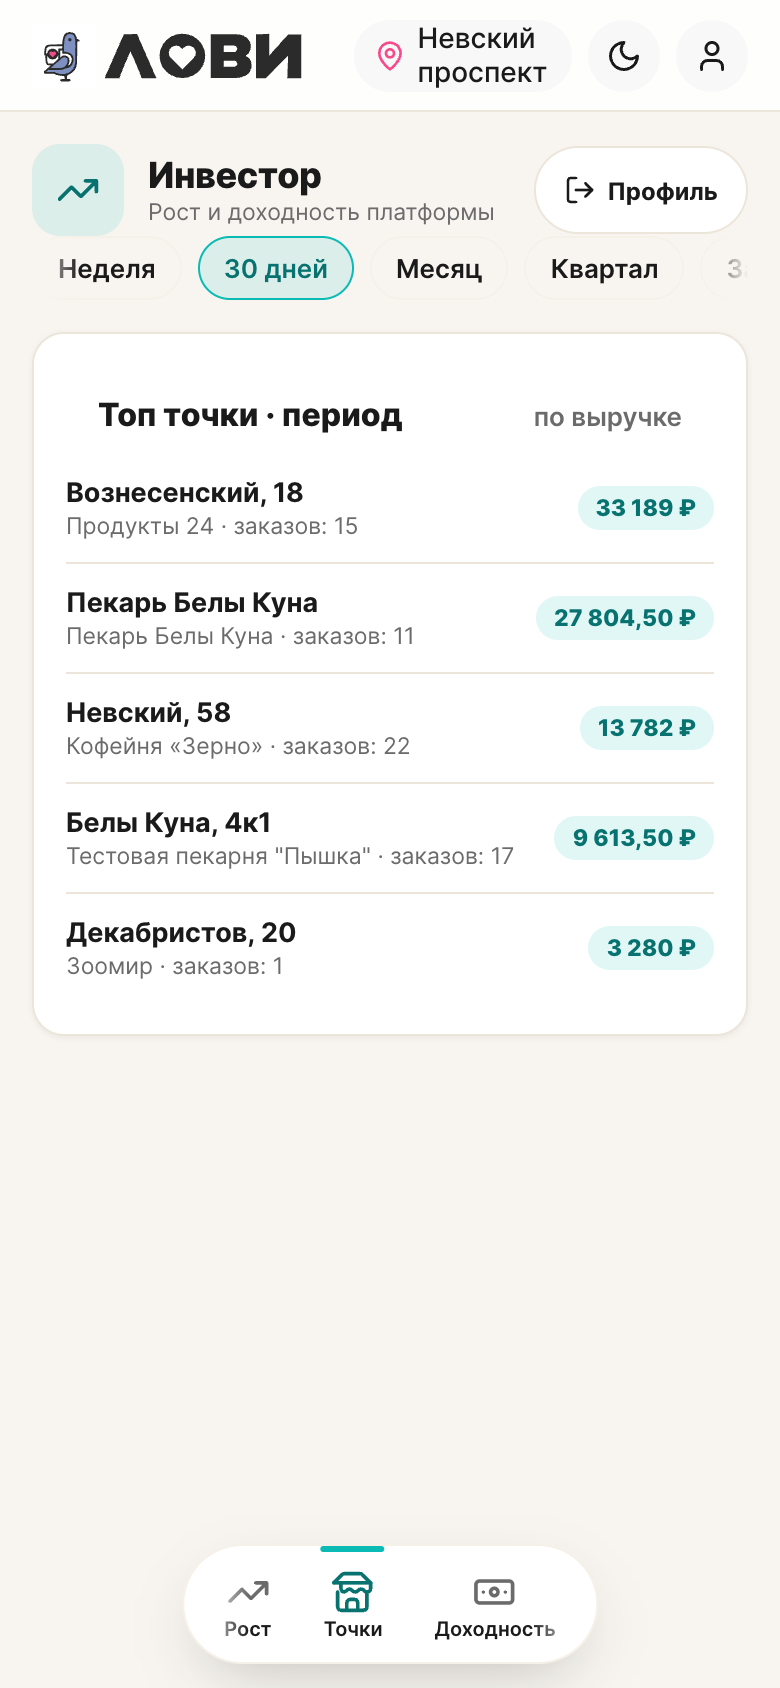 ЛОВИ
Невский
проспект
Инвестор
Рост и доходность платформы
Профиль
Неделя
30 дней
Месяц
Квартал
Топ точки · период
по выручке
Вознесенский, 18
Продукты 24 · заказов: 15
33 189 ₽
Пекарь Белы Куна
Пекарь Белы Куна · заказов: 11
27 804,50 ₽
Невский, 58
Кофейня «Зерно» · заказов: 22
13 782 ₽
Белы Куна, 4к1
Тестовая пекарня "Пышка" · заказов: 17
9 613,50 ₽
Декабристов, 20
Зоомир · заказов: 1
3 280 ₽
Рост
Точки
Доходность